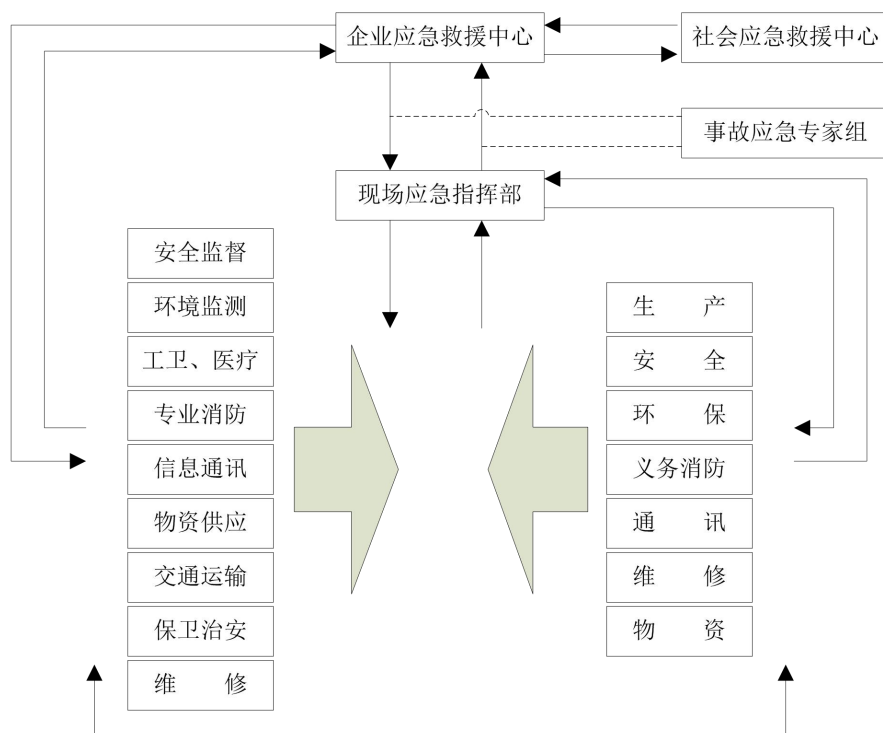 企业应急救援中心
社会应急救援中心
事故应急专家组
现场应急指挥部
安全监督
环境监测
工卫、医疗
专业消防
信息通讯
物资供应
交通运输
保卫治安
维 修
生 产
安 全
环 保
义务消防
通 讯
维 修
物 资